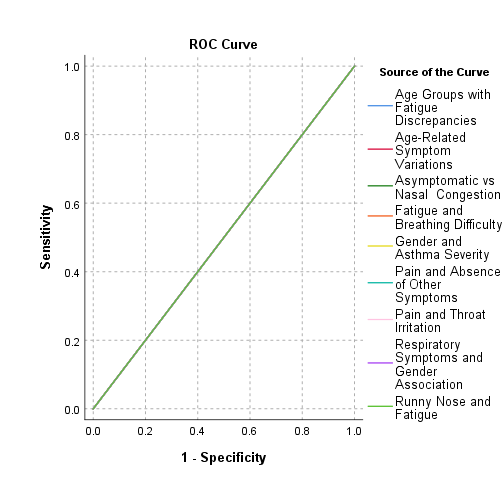 ROC Curve
Sensitivity
1.0
0.8
0.6
0.4
0.2
0.0
0.0 0.2 0.4 0.6 0.8 1.0
1 - Specificity
Source of the Curve
Age Groups with
Fatigue
Discrepancies
Age-Related
Symptom
Variations
Asymptomatic vs
Nasal Congestion
Fatigue and
Breathing Difficulty
Gender and
Asthma Severity
Pain and Absence
of Other
Symptoms
Pain and Throat
Irritation
Respiratory
Symptoms and
Gender
Association
Runny Nose and
Fatigue